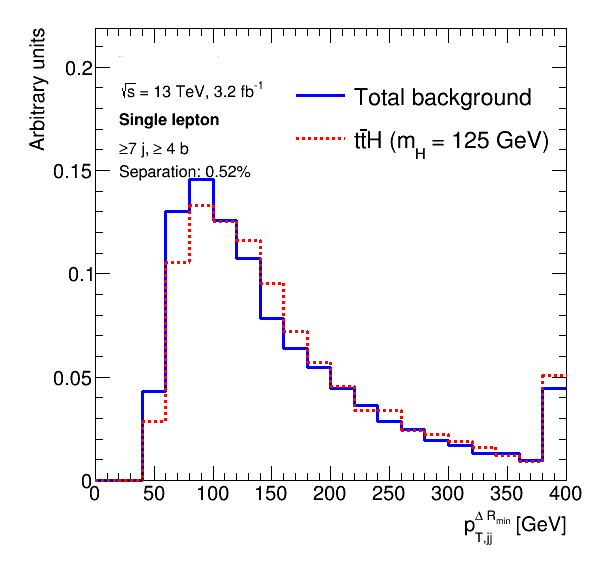 Arbitrary units
0.2
0.15
0.1
0.05
0
√s = 13 TeV, 3.2 fb⁻¹
Single lepton
≥7 j, ≥ 4 b
Separation: 0.52%
Total background
tt̄H (m_H = 125 GeV)
0 50 100 150 200 250 300 350 400
p_T,jj^Δ R_min [GeV]